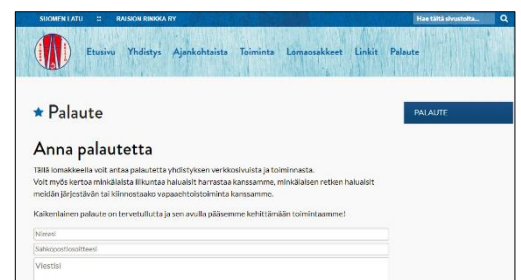 SUOMEN LATU :: RAISION RINKKA RY Hae tältä sivustolta...
Etusivu Yhdistys Ajankohtaista Toiminta Lomaosakkeet Linkit Palaute
Palaute
PALAUTE
Anna palautetta
Tällä lomakkeella voit antaa palautetta yhdistyksen verkkosivuista ja toiminnasta.
Voit myös kertoa minkälaista liikuntaa haluaisit harrastaa kanssamme, minkälaisen retken haluaisit
meidän järjestävän tai kiinnostaako vapaaehtoistoiminta kanssamme.
Kaikenlainen palaute on tervetullutta ja sen avulla pääsemme kehittämään toimintaamme!
Nimesi
Sähköpostiosoitteesi
Viestisi